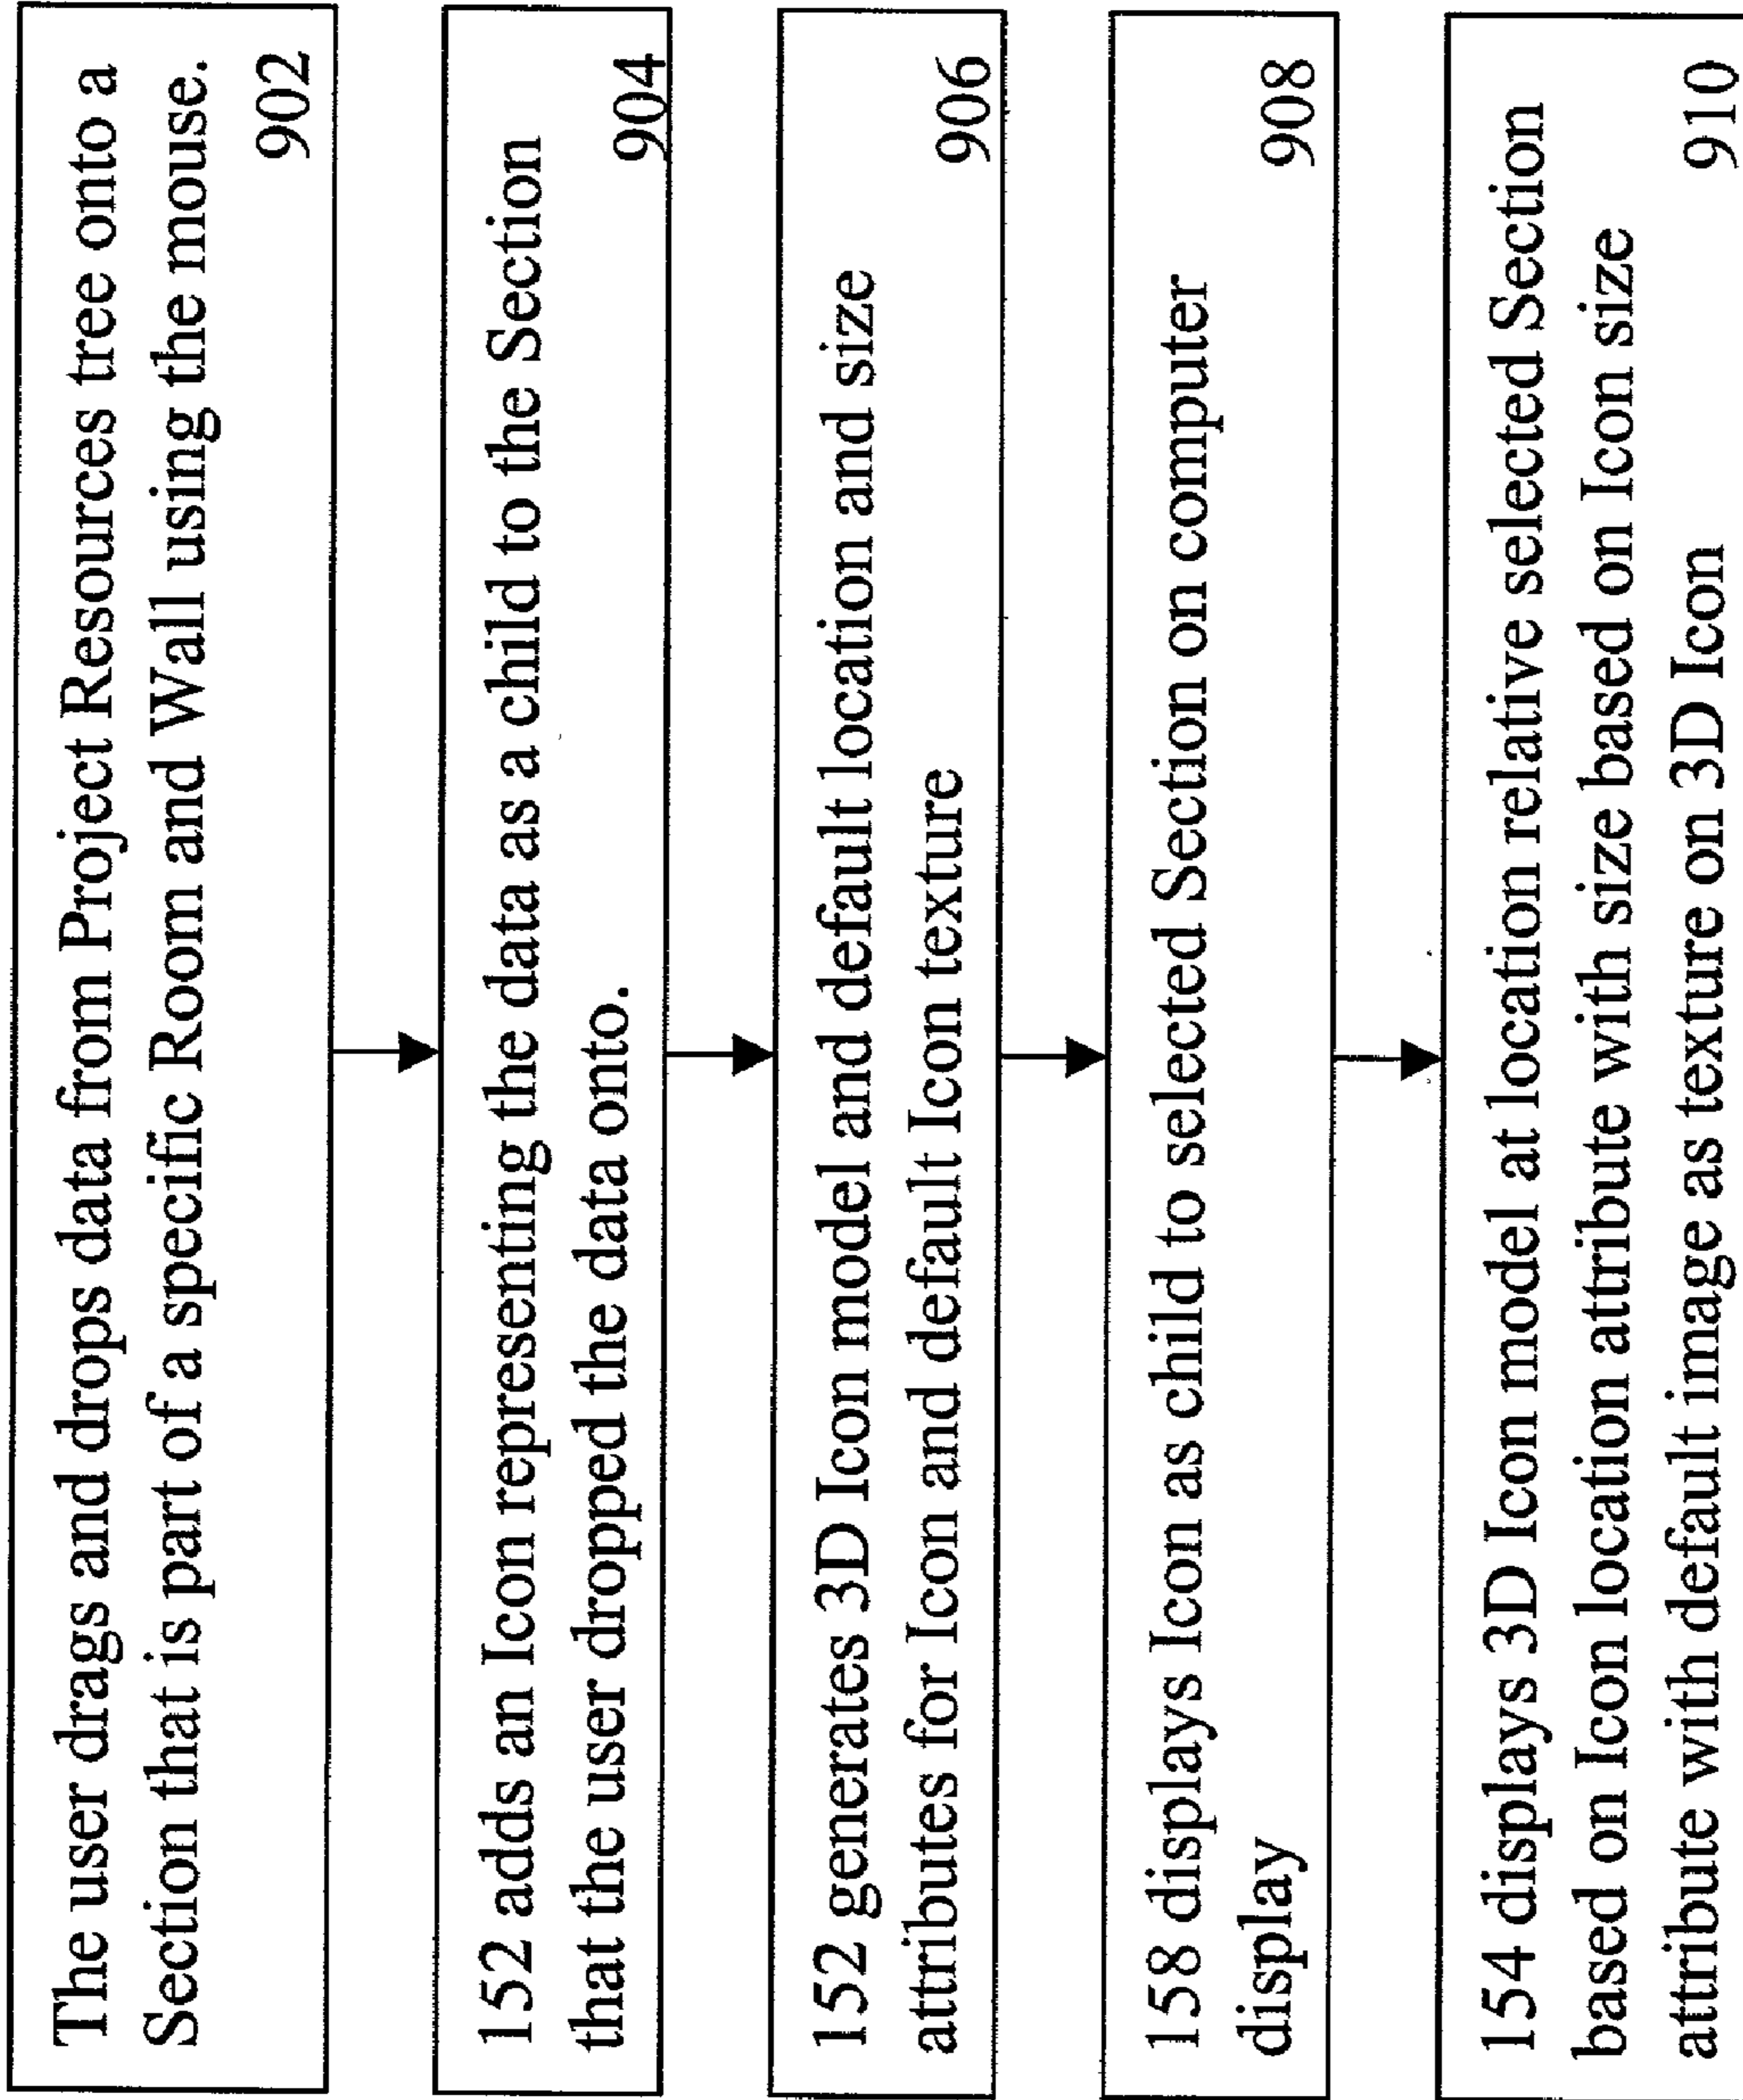 The user drags and drops data from Project Resources tree onto a
Section that is part of a specific Room and Wall using the mouse.
902
152 adds an Icon representing the data as a child to the Section
that the user dropped the data onto.
904
152 generates 3D Icon model and default location and size
attributes for Icon and default Icon texture
906
158 displays Icon as child to selected Section on computer
display
908
154 displays 3D Icon model at location relative selected Section
based on Icon location attribute with size based on Icon size
attribute with default image as texture on 3D Icon
910